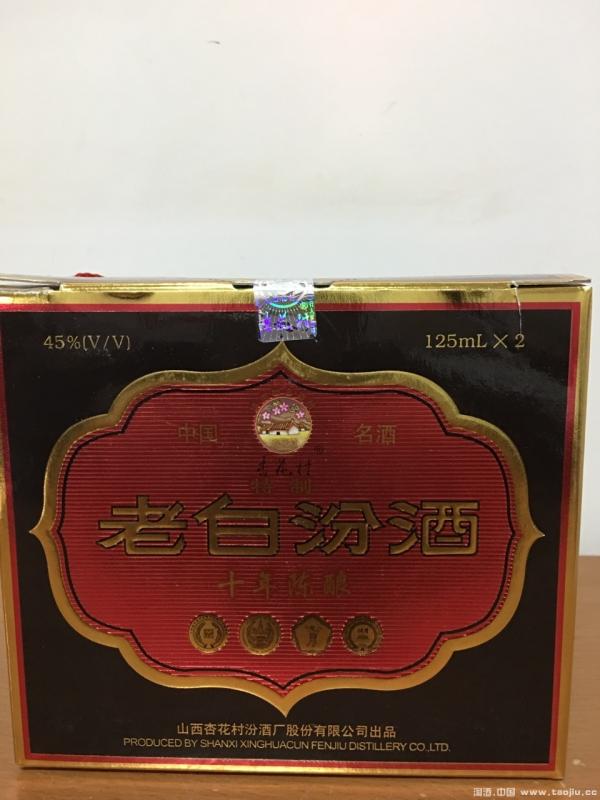 45%(V/V) 125mL×2
中国 名酒
®
杏花村
特制
老白汾酒
十年陈酿
山西杏花村汾酒厂股份有限公司出品
PRODUCED BY SHANXI XINGHUACUN FENJIU DISTILLERY CO.,LTD.
淘酒.中国 www.taojiu.cc